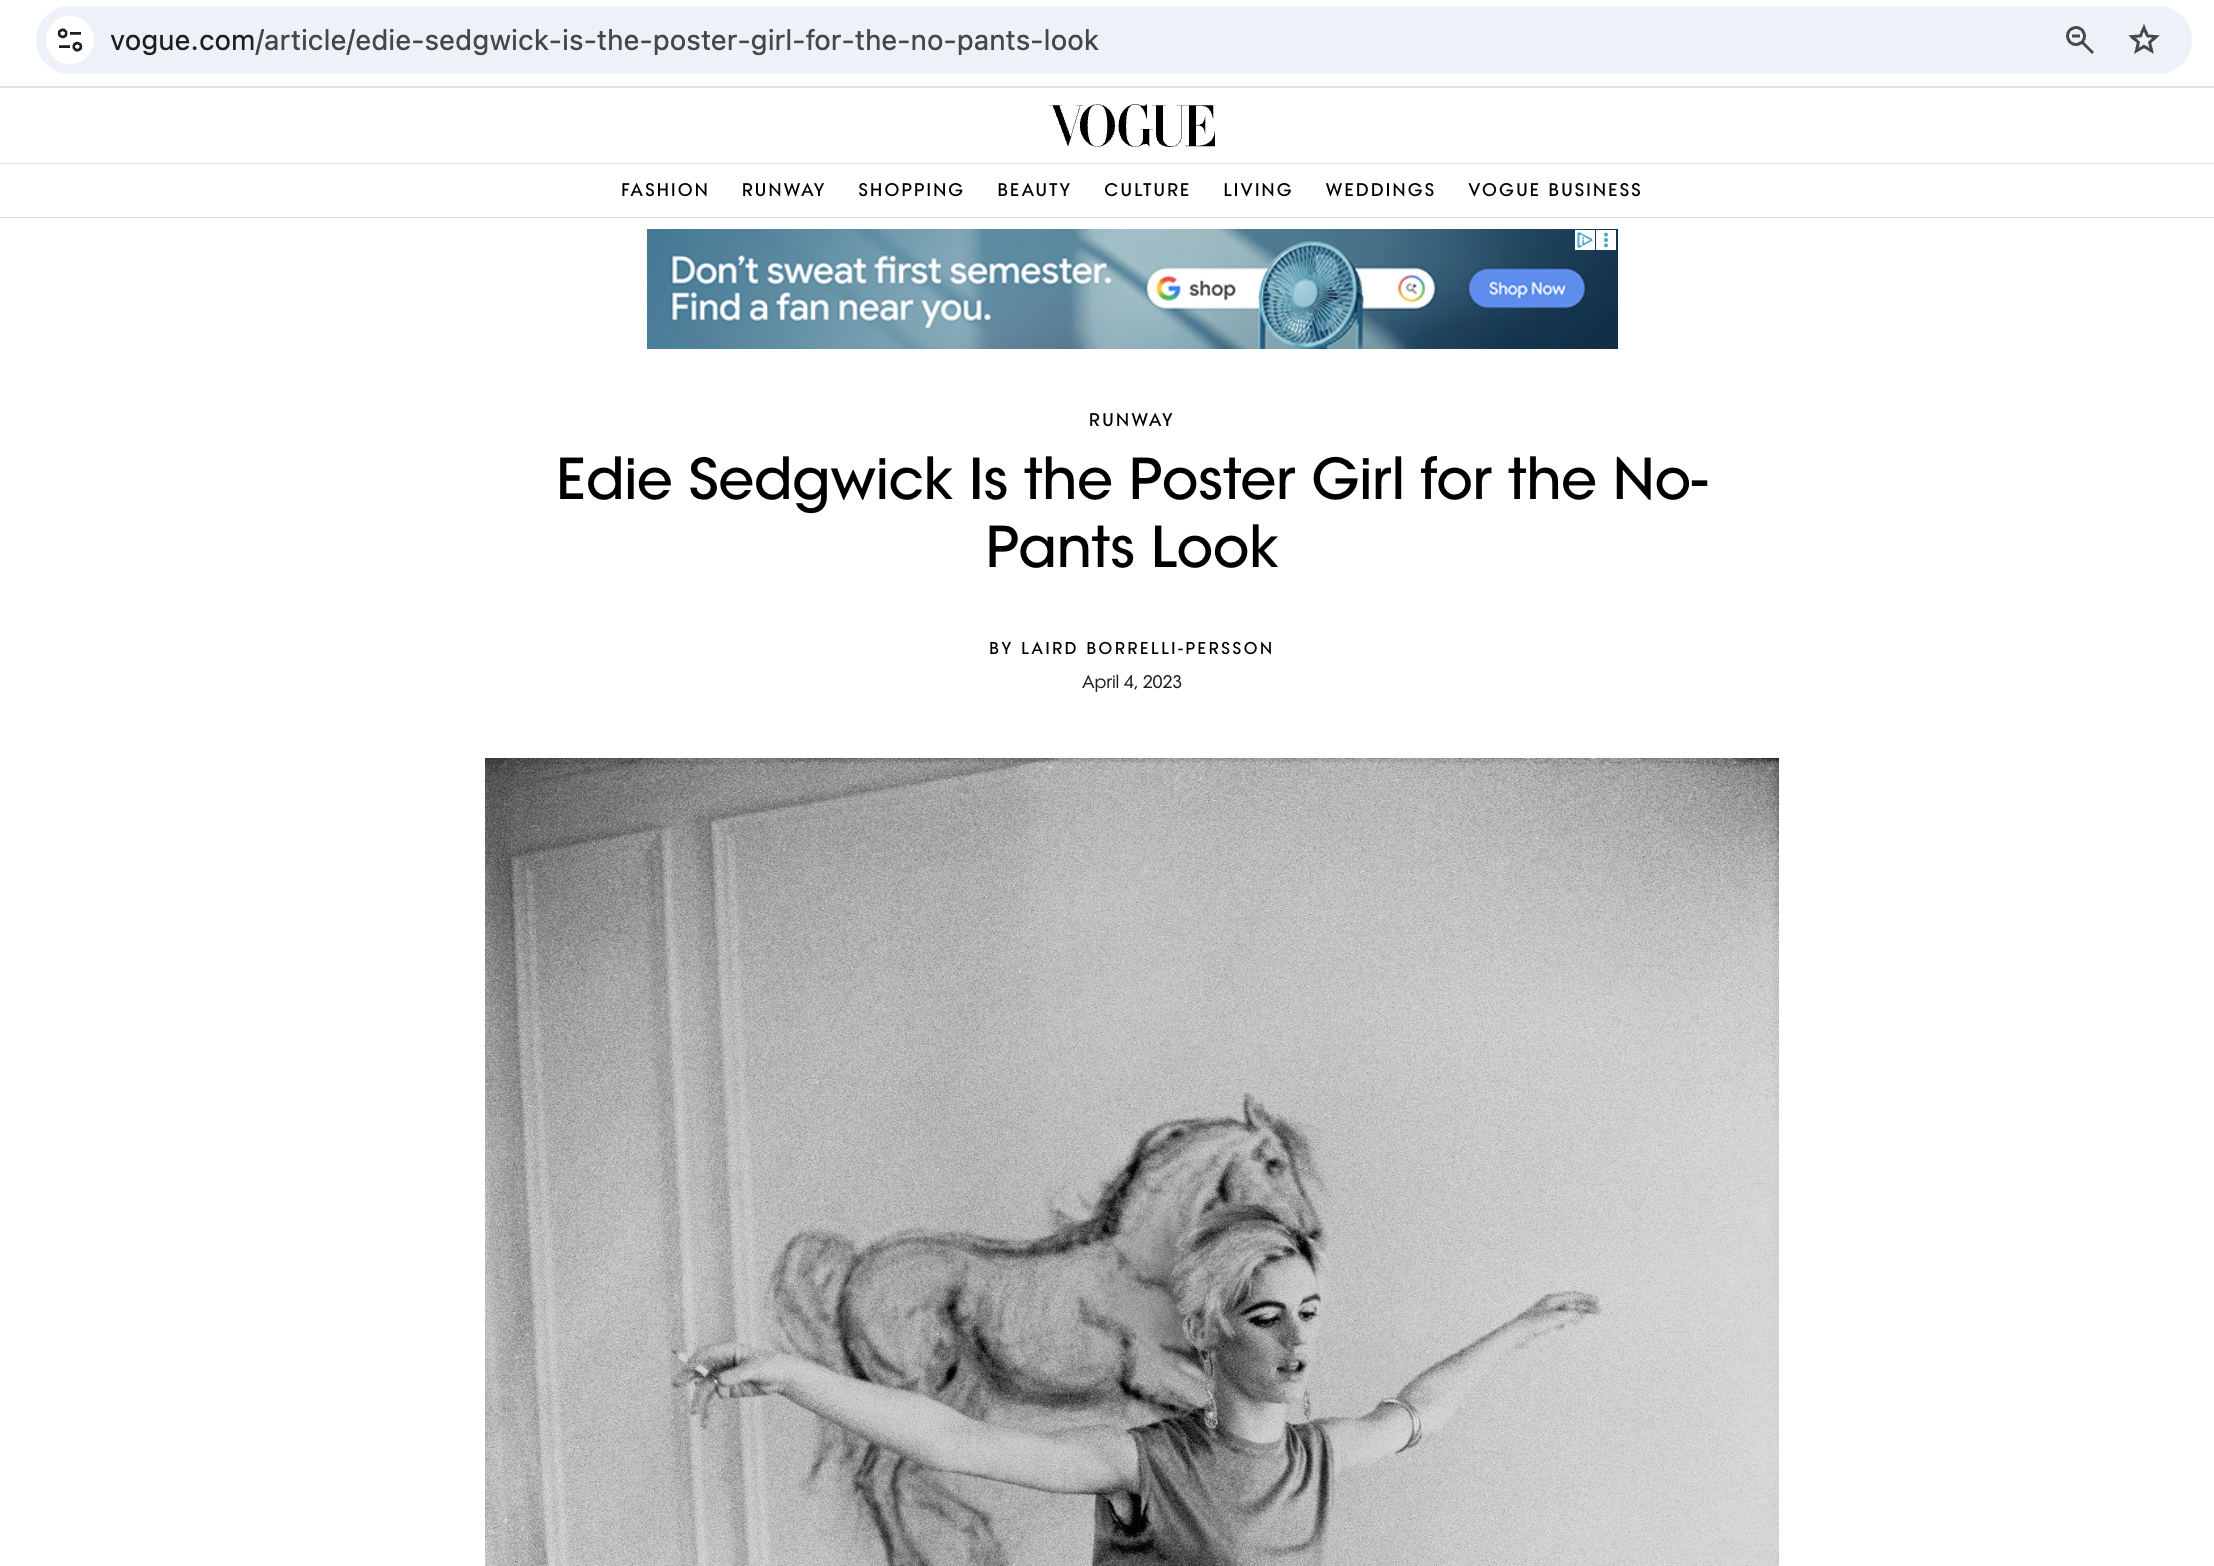 vogue.com/article/edie-sedgwick-is-the-poster-girl-for-the-no-pants-look
VOGUE
FASHION RUNWAY SHOPPING BEAUTY CULTURE LIVING WEDDINGS VOGUE BUSINESS
Don't sweat first semester.
Find a fan near you.
G shop
Shop Now
RUNWAY
Edie Sedgwick Is the Poster Girl for the No-
Pants Look
BY LAIRD BORRELLI-PERSSON
April 4, 2023